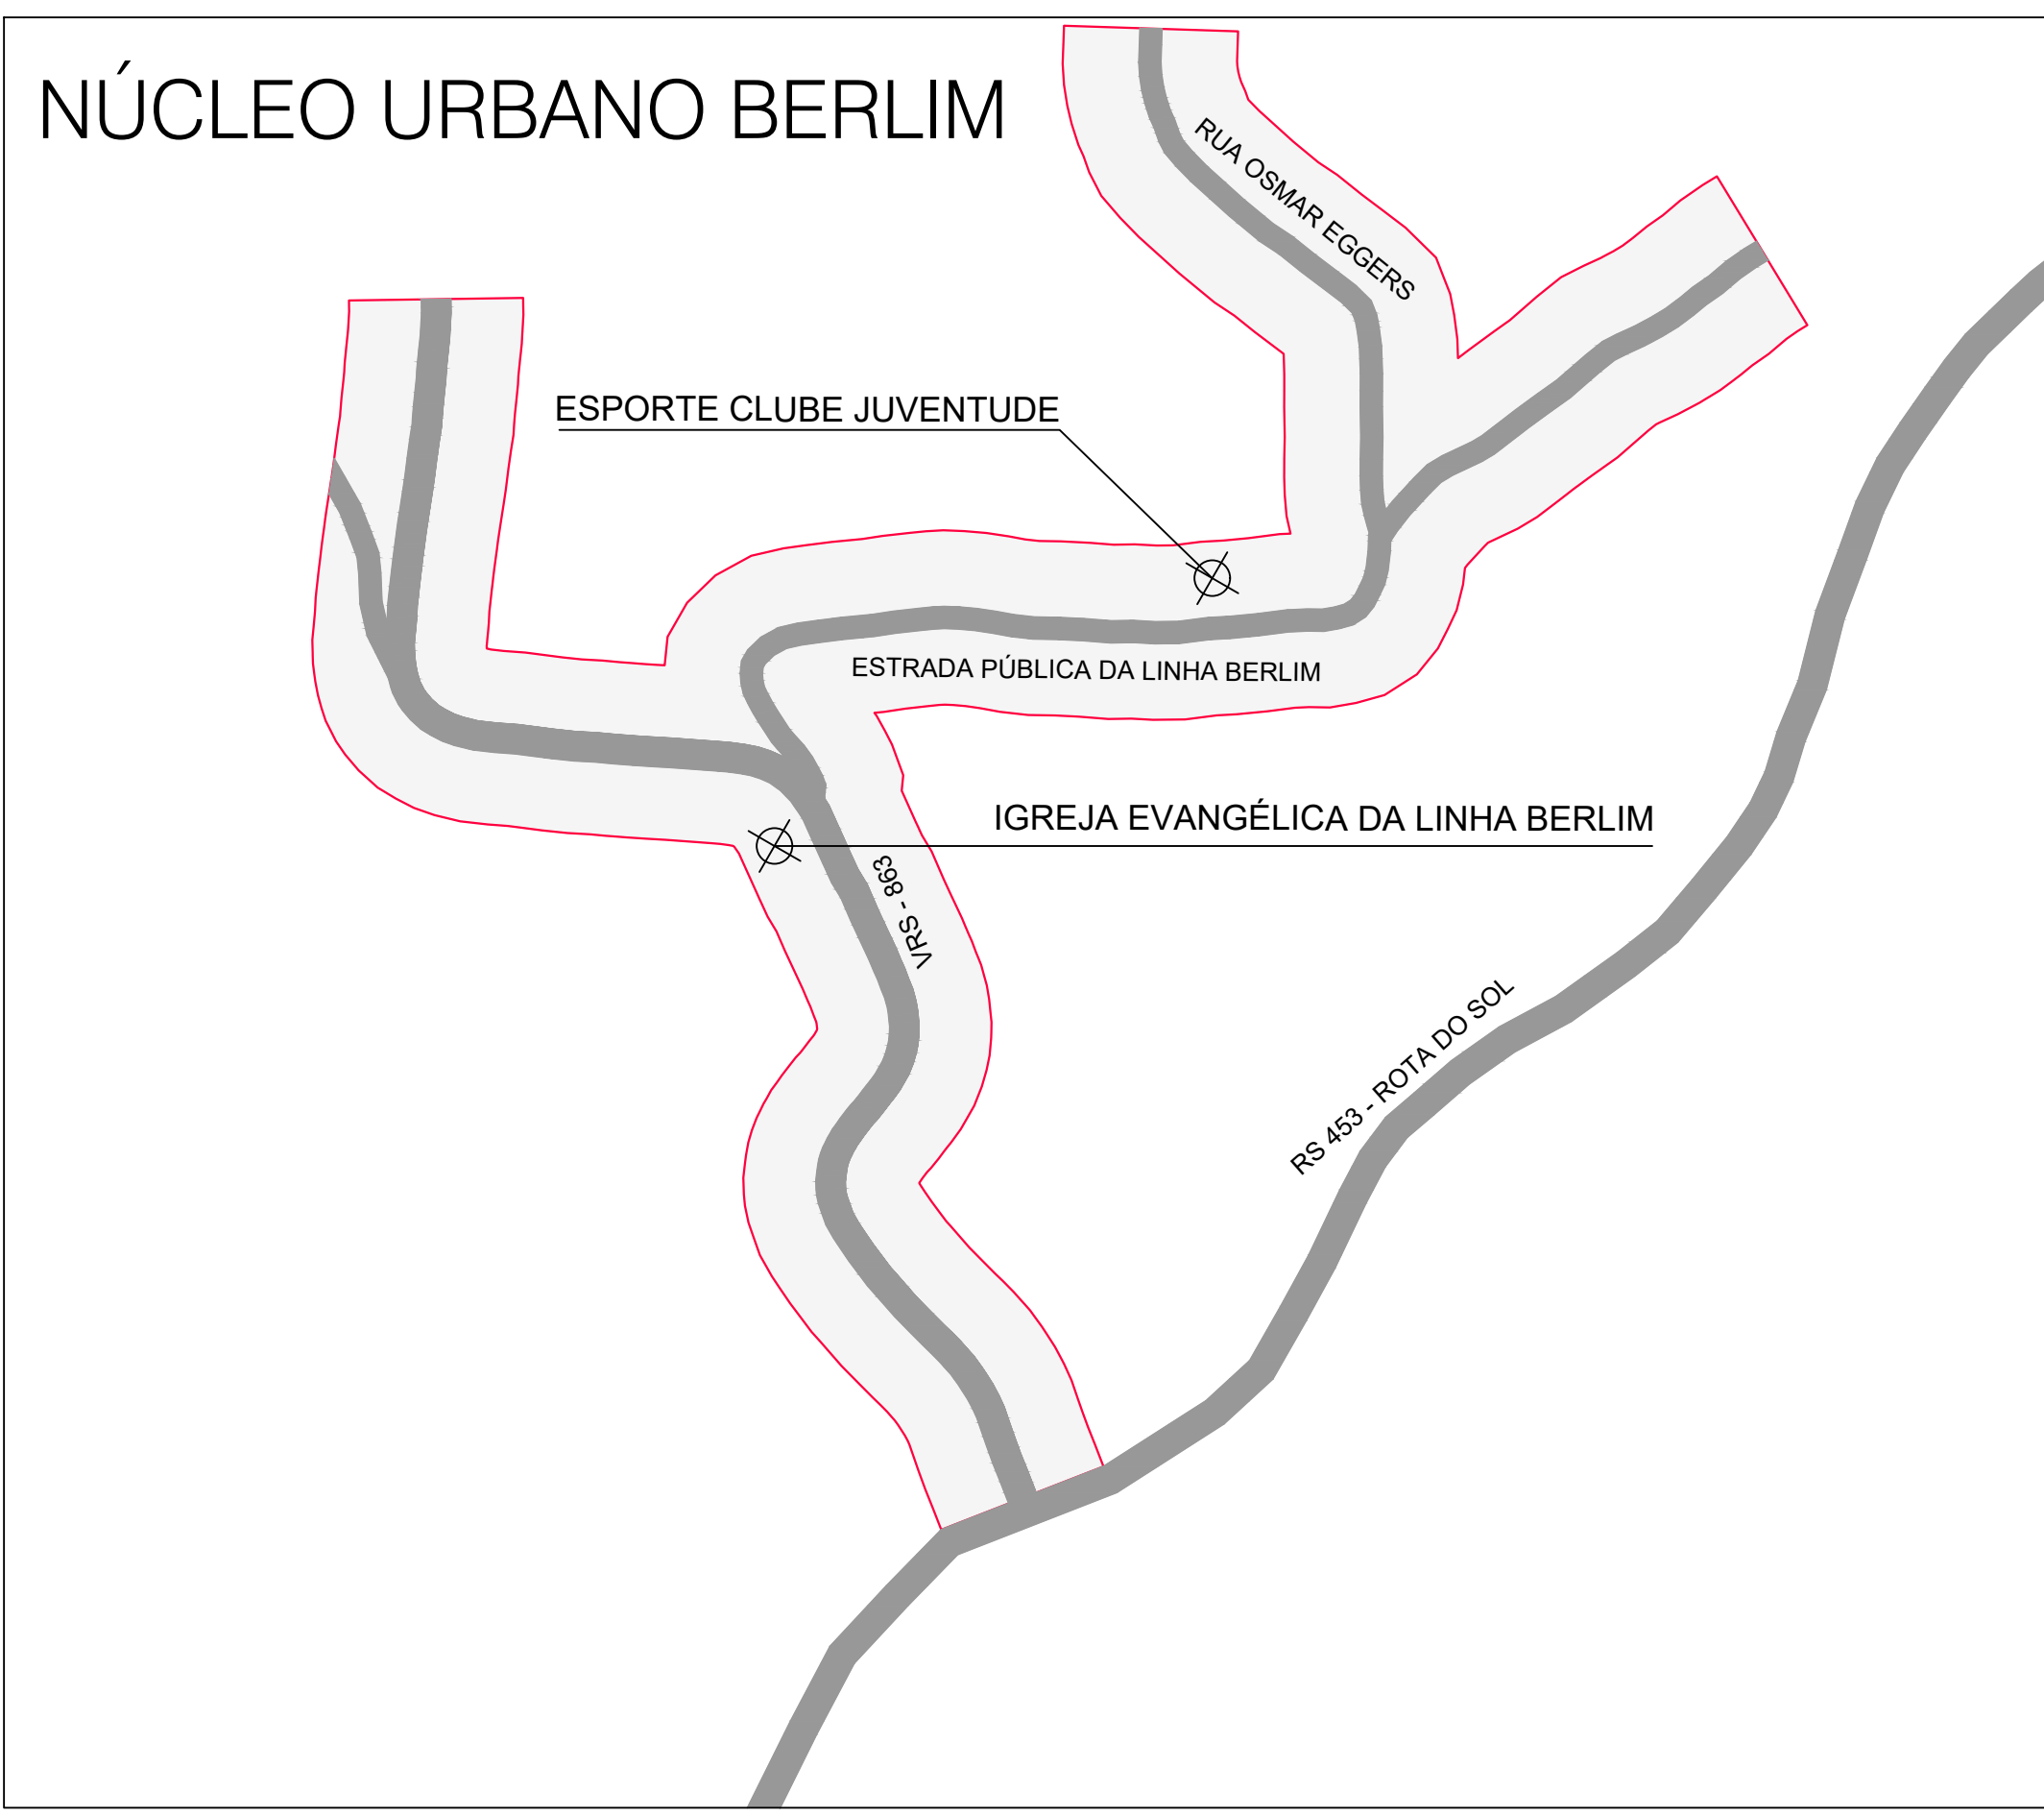 NÚCLEO URBANO BERLIM
RUA OSMAR EGGERS
ESPORTE CLUBE JUVENTUDE
ESTRADA PÚBLICA DA LINHA BERLIM
IGREJA EVANGÉLICA DA LINHA BERLIM
VRS - 863
RS 453 - ROTA DO SOL